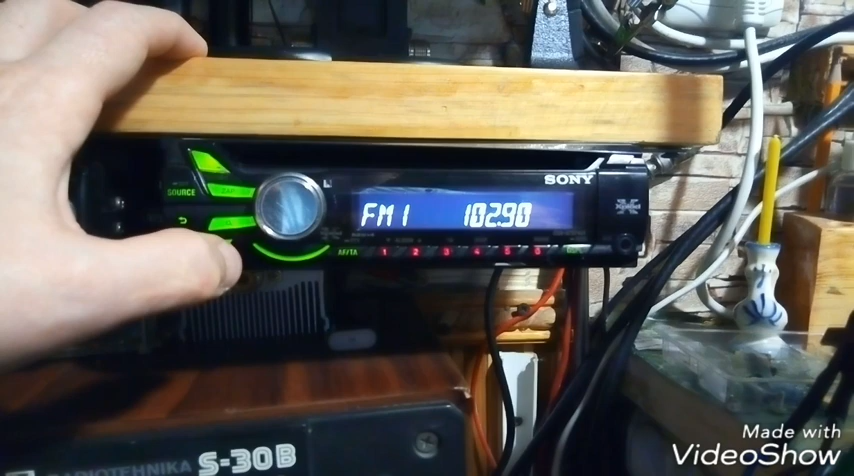 SOURCE
SONY
FM1 102.90
AF/TA 1 2 3 4 5 6
RADIOTEHNIKA S-30B
Made with
VideoShow